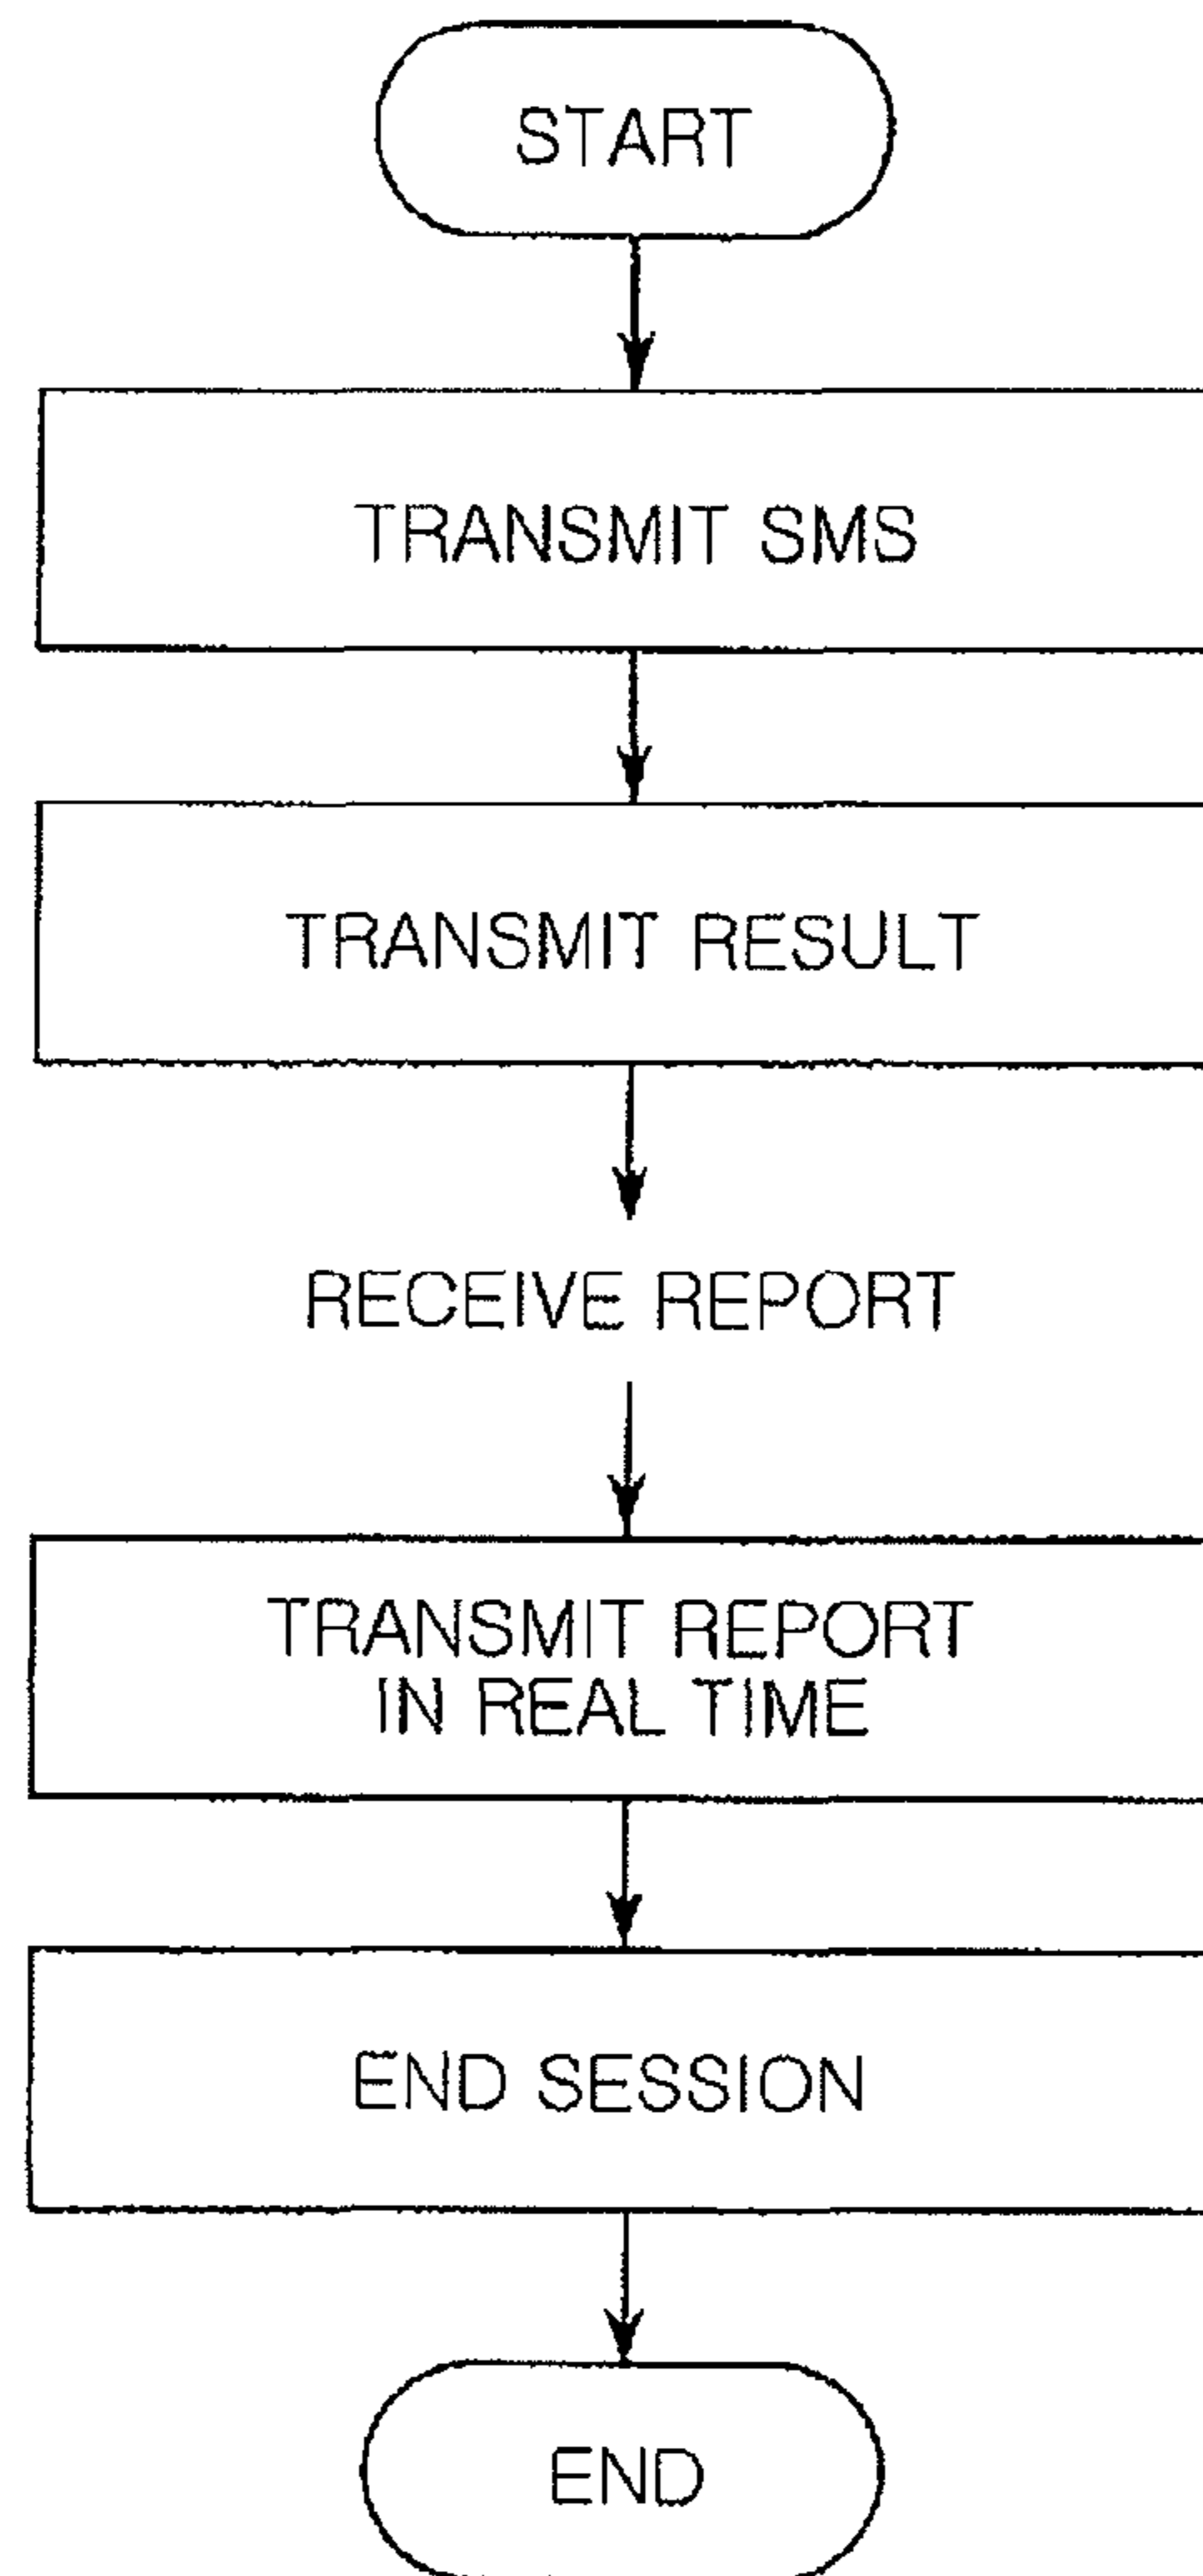 START
TRANSMIT SMS
TRANSMIT RESULT
RECEIVE REPORT
TRANSMIT REPORT
IN REAL TIME
END SESSION
END